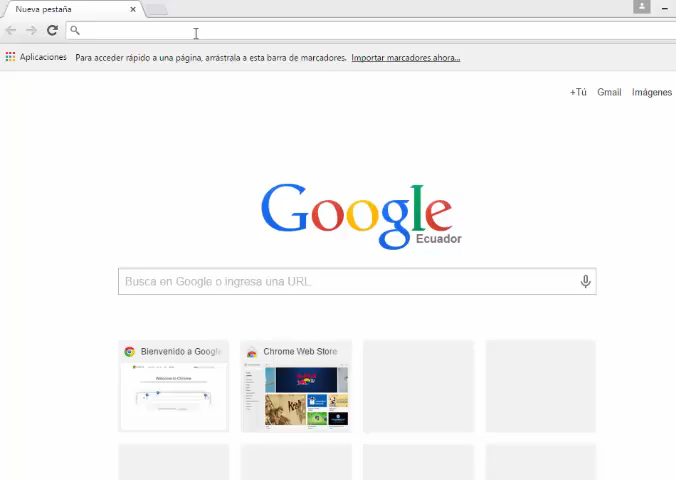 Nueva pestaña
Aplicaciones Para acceder rápido a una página, arrástrala a esta barra de marcadores. Importar marcadores ahora...
+Tú Gmail Imágenes
Google
Ecuador
Busca en Google o ingresa una URL.
Bienvenido a Google Chrome Web Store